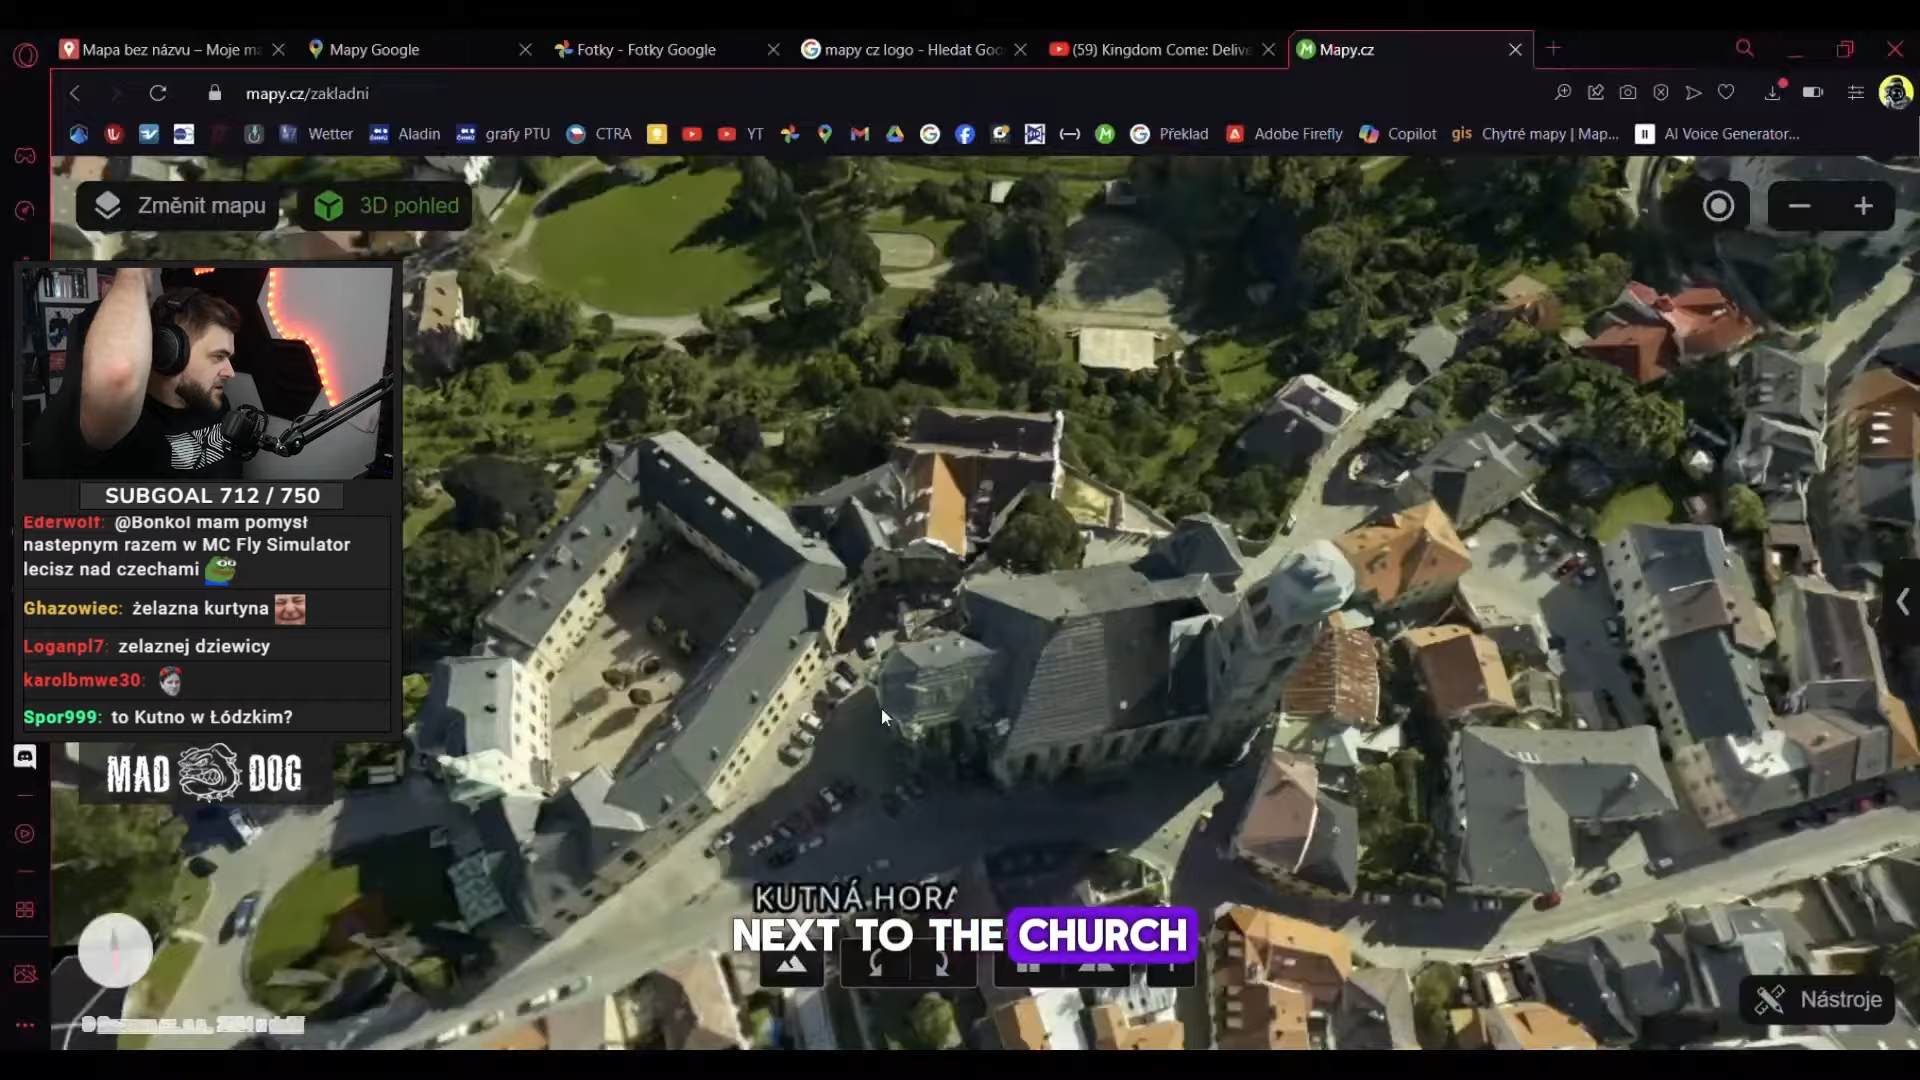 Mapa bez názvu – Moje ma
Mapy Google
Fotky - Fotky Google
mapy cz logo - Hledat Goo
(59) Kingdom Come: Delive
Mapy.cz
mapy.cz/zakladni
Wetter
Aladin
grafy PTU
CTRA
YT
Překlad
Adobe Firefly
Copilot
gis Chytré mapy | Map...
AI Voice Generator...
Změnit mapu
3D pohled
SUBGOAL 712 / 750
Ederwolf: @Bonkol mam pomysł
nastepnym razem w MC Fly Simulator
lecisz nad czechami
Ghazowiec: żelazna kurtyna
Loganpl7: zelaznej dziewicy
karolbmwe30:
Spor999: to Kutno w Łódzkim?
MAD DOG
KUTNÁ HORA
NEXT TO THE CHURCH
Nástroje